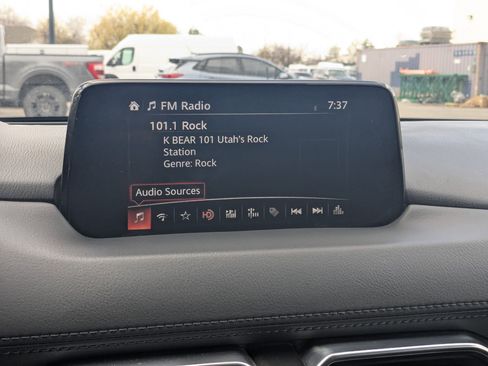 FM Radio 7:37
101.1 Rock
K BEAR 101 Utah's Rock
Station
Genre: Rock
Audio Sources